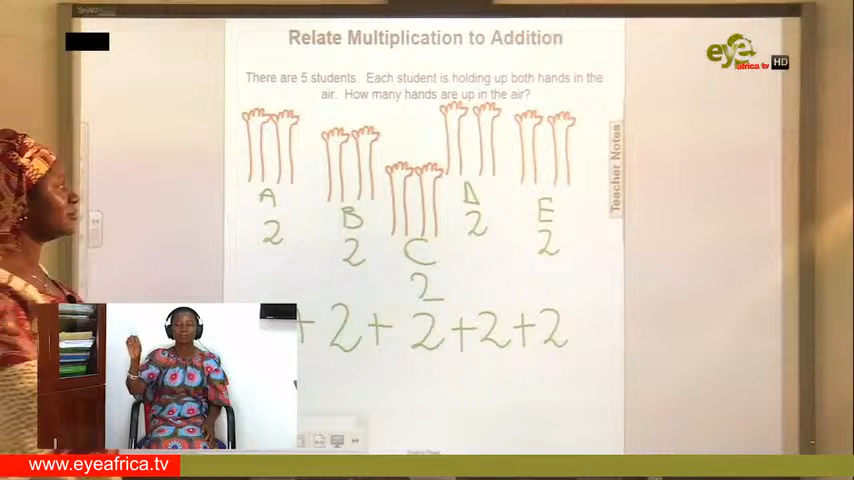 SMART
eye
africa tv HD
Relate Multiplication to Addition
There are 5 students. Each student is holding up both hands in the
air. How many hands are up in the air?
Teacher Notes
A B C D E
2 2 2 2 2
+ 2 + 2 + 2 + 2
www.eyeafrica.tv